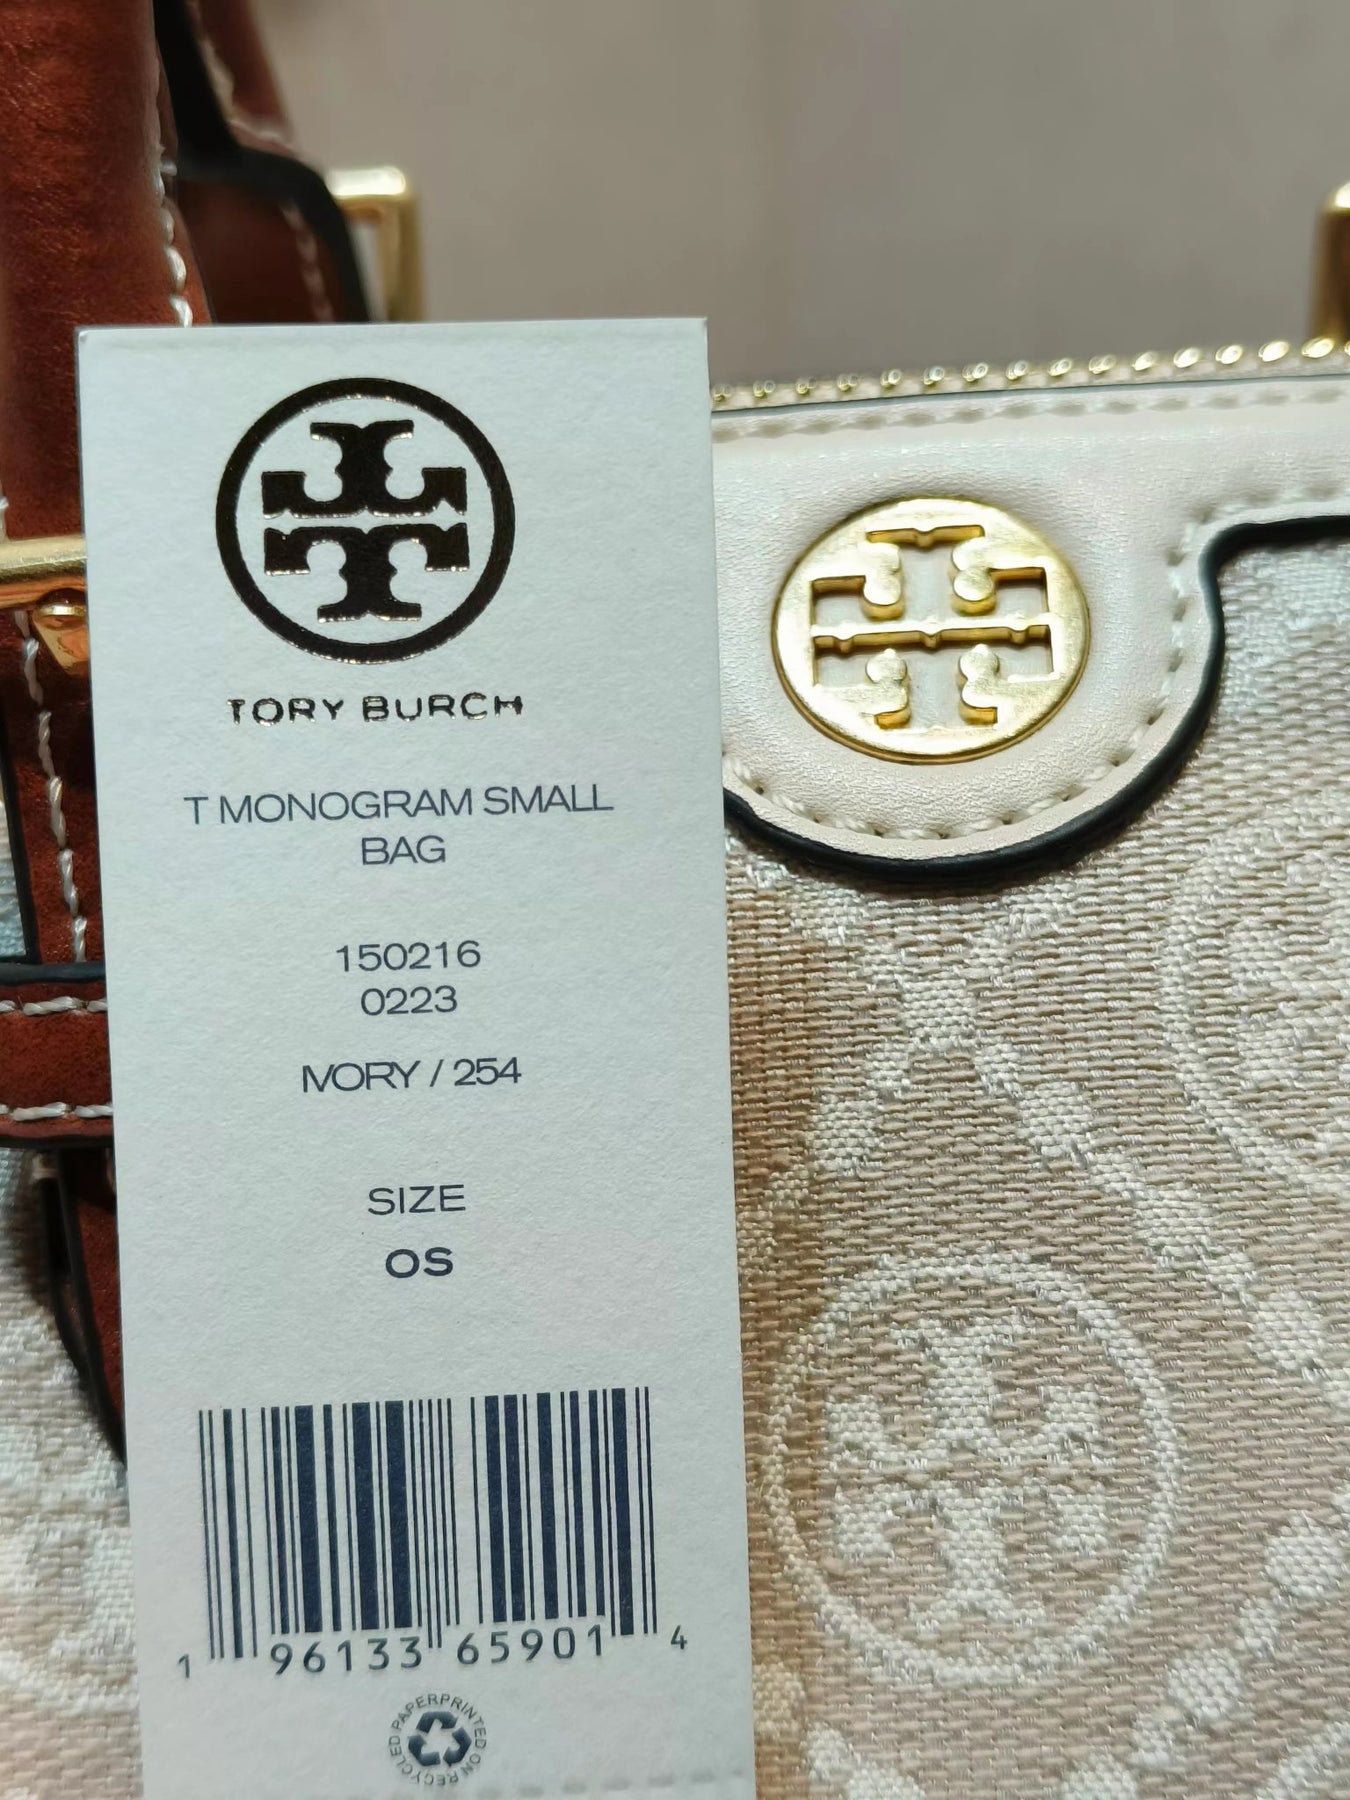 TORY BURCH
T MONOGRAM SMALL
BAG
150216
0223
IVORY / 254
SIZE
OS
1 96133 65901 4
PRINTED ON RECYCLED PAPER